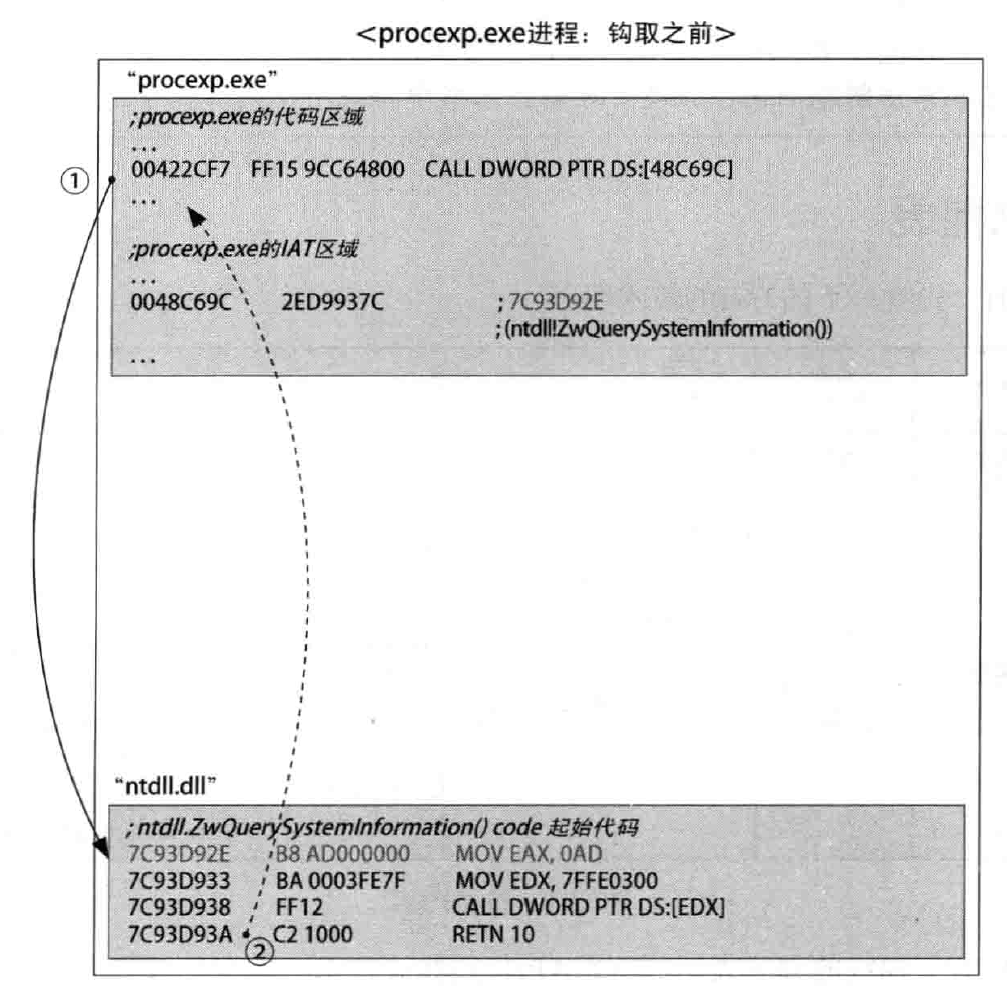 <procexp.exe进程：钩取之前>
“procexp.exe”
;procexp.exe的代码区域
...
① 00422CF7 FF15 9CC64800 CALL DWORD PTR DS:[48C69C]
...
;procexp.exe的IAT区域
...
0048C69C 2ED9937C ; 7C93D92E
; (ntdll!ZwQuerySystemInformation())
...
“ntdll.dll”
; ntdll.ZwQuerySystemInformation() code 起始代码
7C93D92E B8 AD000000 MOV EAX, 0AD
7C93D933 BA 0003FE7F MOV EDX, 7FFE0300
7C93D938 FF12 CALL DWORD PTR DS:[EDX]
7C93D93A C2 1000 RETN 10
②